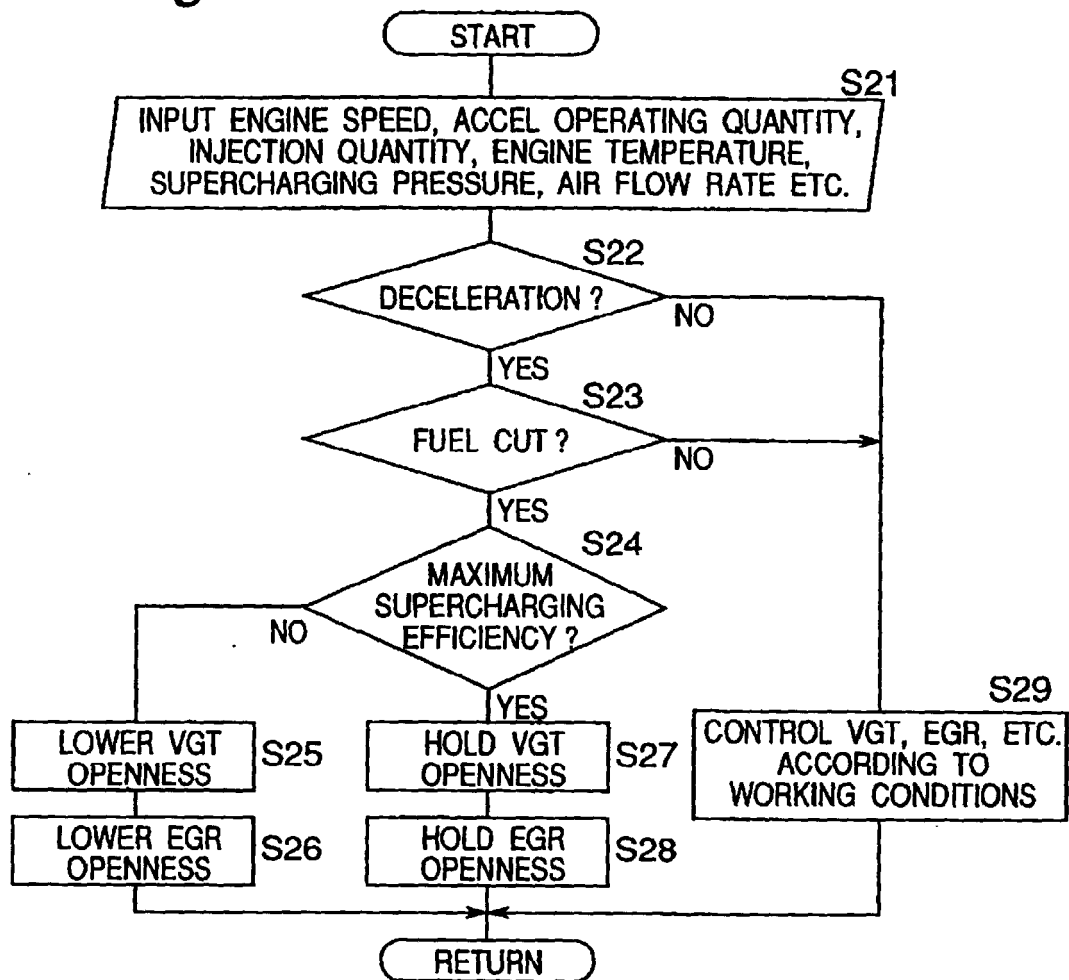 START
S21
INPUT ENGINE SPEED, ACCEL OPERATING QUANTITY,
INJECTION QUANTITY, ENGINE TEMPERATURE,
SUPERCHARGING PRESSURE, AIR FLOW RATE ETC.
S22
DECELERATION ?
NO
YES
S23
FUEL CUT ?
NO
YES
S24
MAXIMUM
SUPERCHARGING
EFFICIENCY ?
NO
YES
LOWER VGT
OPENNESS
S25
HOLD VGT
OPENNESS
S27
S29
CONTROL VGT, EGR, ETC.
ACCORDING TO
WORKING CONDITIONS
LOWER EGR
OPENNESS
S26
HOLD EGR
OPENNESS
S28
RETURN